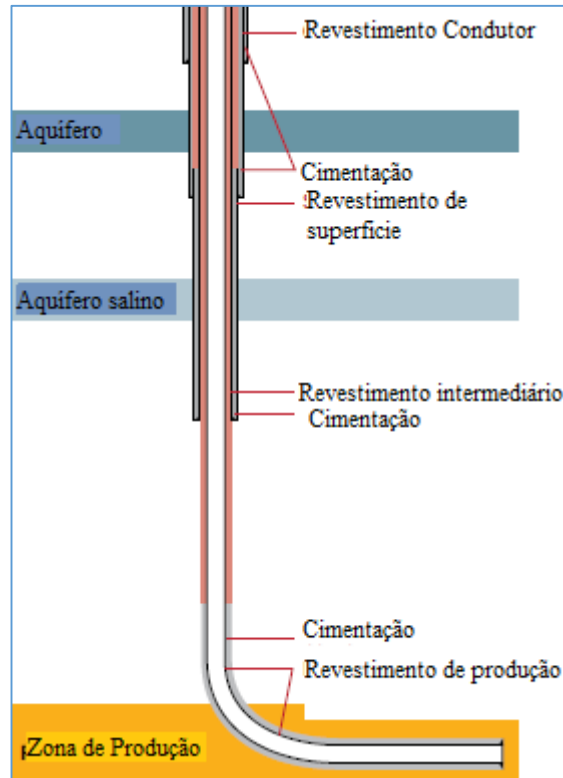 Revestimento Condutor
Aquífero
Cimentação
Revestimento de
superfície
Aquífero salino
Revestimento intermediário
Cimentação
Cimentação
Revestimento de produção
Zona de Produção